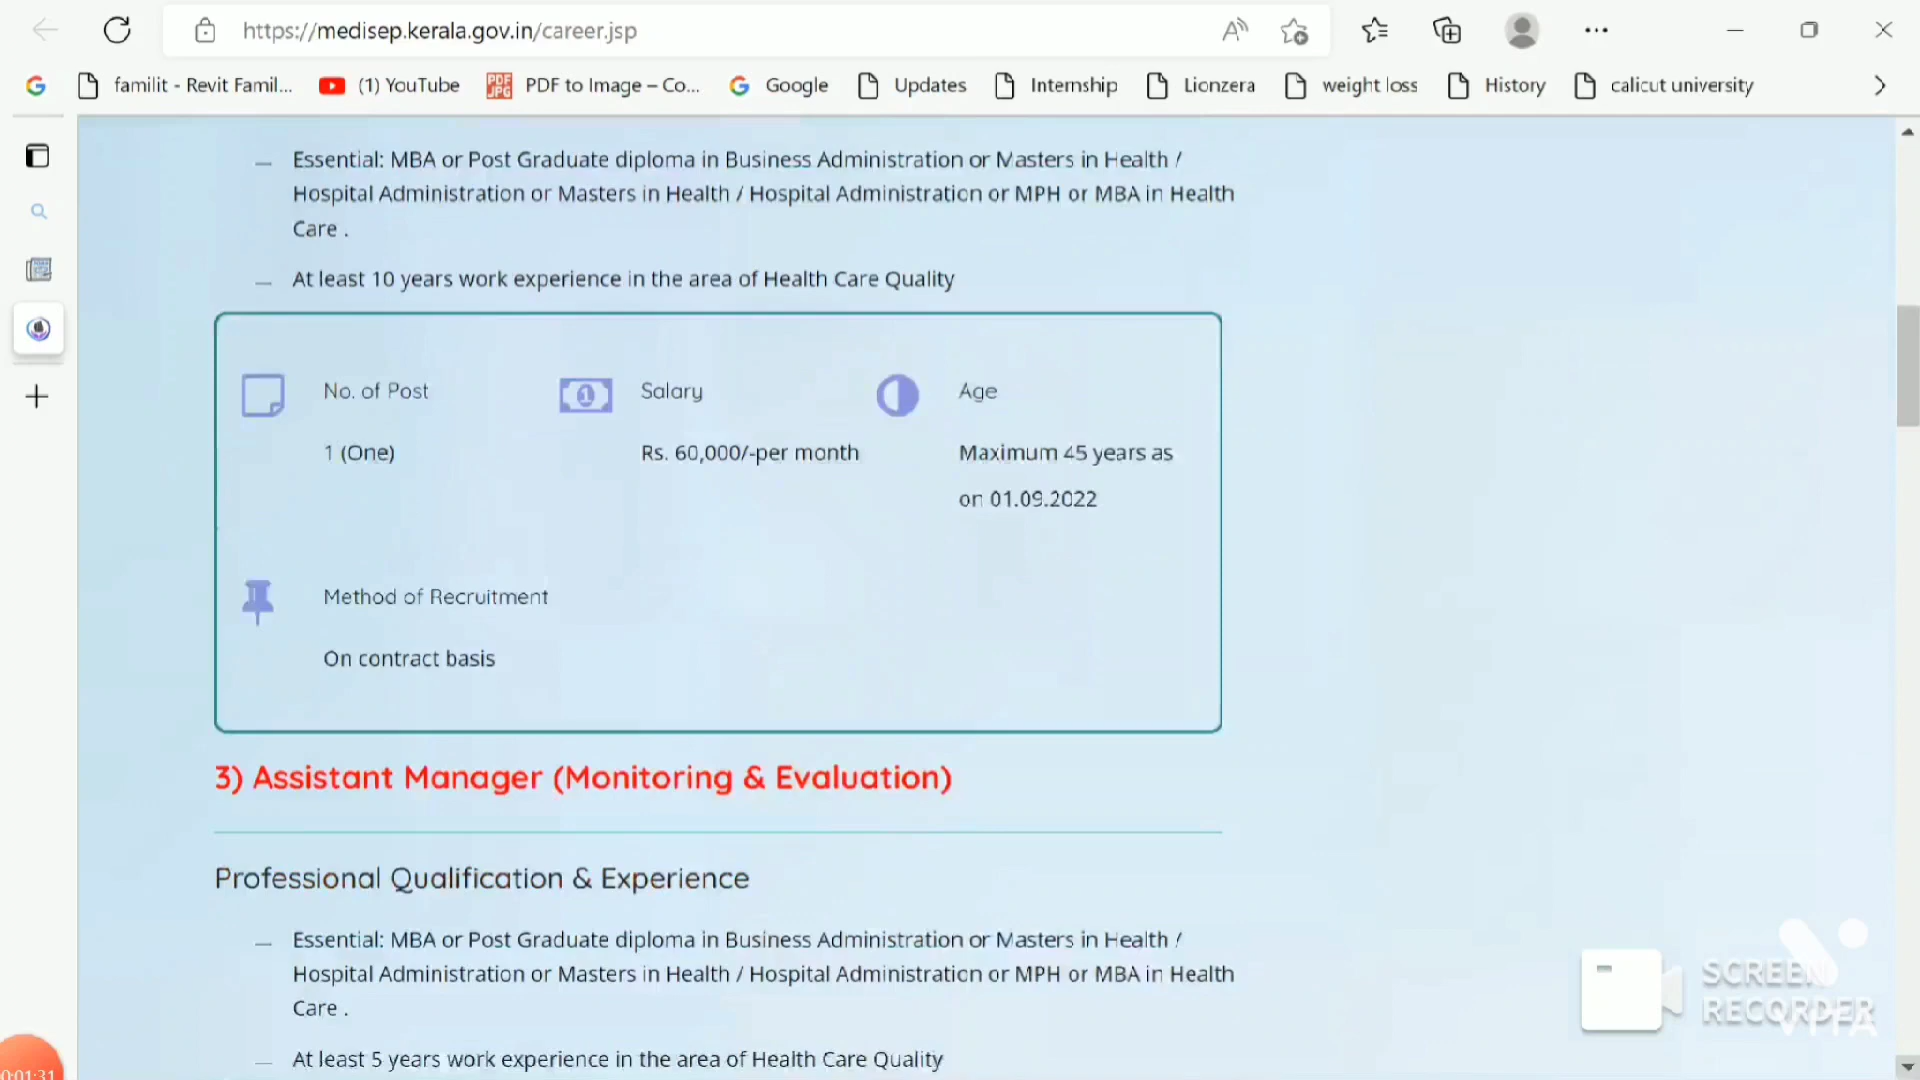 https://medisep.kerala.gov.in/career.jsp
familit - Revit Famil... (1) YouTube PDF to Image – Co... Google Updates Internship Lionzera weight loss History calicut university
Essential: MBA or Post Graduate diploma in Business Administration or Masters in Health /
Hospital Administration or Masters in Health / Hospital Administration or MPH or MBA in Health
Care .
At least 10 years work experience in the area of Health Care Quality
No. of Post Salary Age
1 (One) Rs. 60,000/-per month Maximum 45 years as
on 01.09.2022
Method of Recruitment
On contract basis
3) Assistant Manager (Monitoring & Evaluation)
Professional Qualification & Experience
Essential: MBA or Post Graduate diploma in Business Administration or Masters in Health /
Hospital Administration or Masters in Health / Hospital Administration or MPH or MBA in Health
Care .
At least 5 years work experience in the area of Health Care Quality
SCREEN
RECORDER
VITA
0:01:31